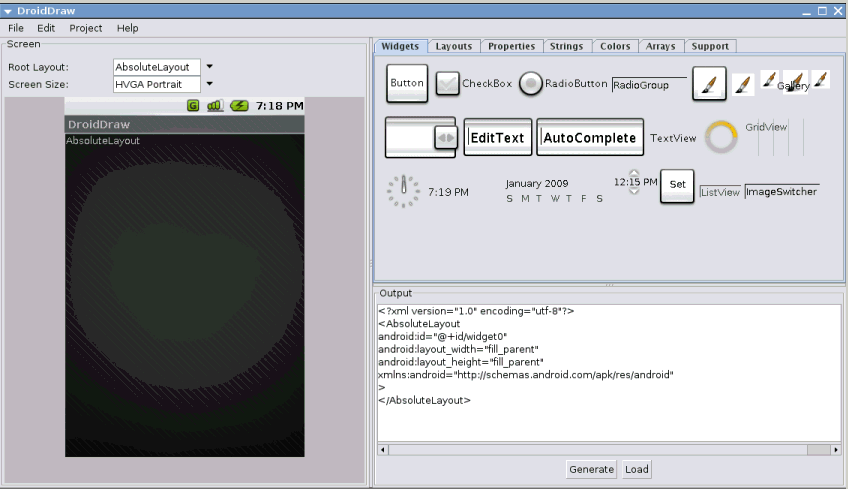 DroidDraw
File Edit Project Help
Screen
Root Layout: AbsoluteLayout
Screen Size: HVGA Portrait
G 7:18 PM
DroidDraw
AbsoluteLayout
Widgets Layouts Properties Strings Colors Arrays Support
Button CheckBox RadioButton RadioGroup Gallery
EditText AutoComplete TextView GridView
7:19 PM January 2009 12:15 PM Set ListView ImageSwitcher
S M T W T F S
Output
<?xml version="1.0" encoding="utf-8"?>
<AbsoluteLayout
android:id="@+id/widget0"
android:layout_width="fill_parent"
android:layout_height="fill_parent"
xmlns:android="http://schemas.android.com/apk/res/android"
>
</AbsoluteLayout>
Generate Load